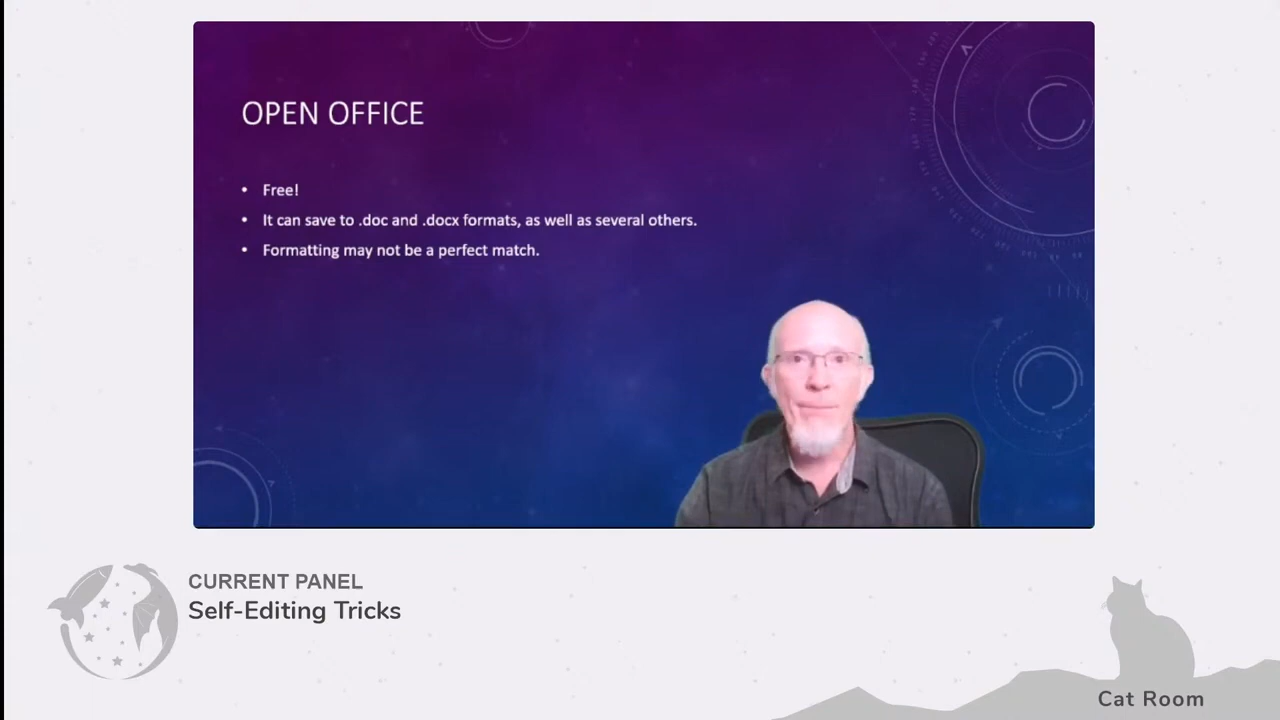 OPEN OFFICE
• Free!
• It can save to .doc and .docx formats, as well as several others.
• Formatting may not be a perfect match.
CURRENT PANEL
Self-Editing Tricks
Cat Room